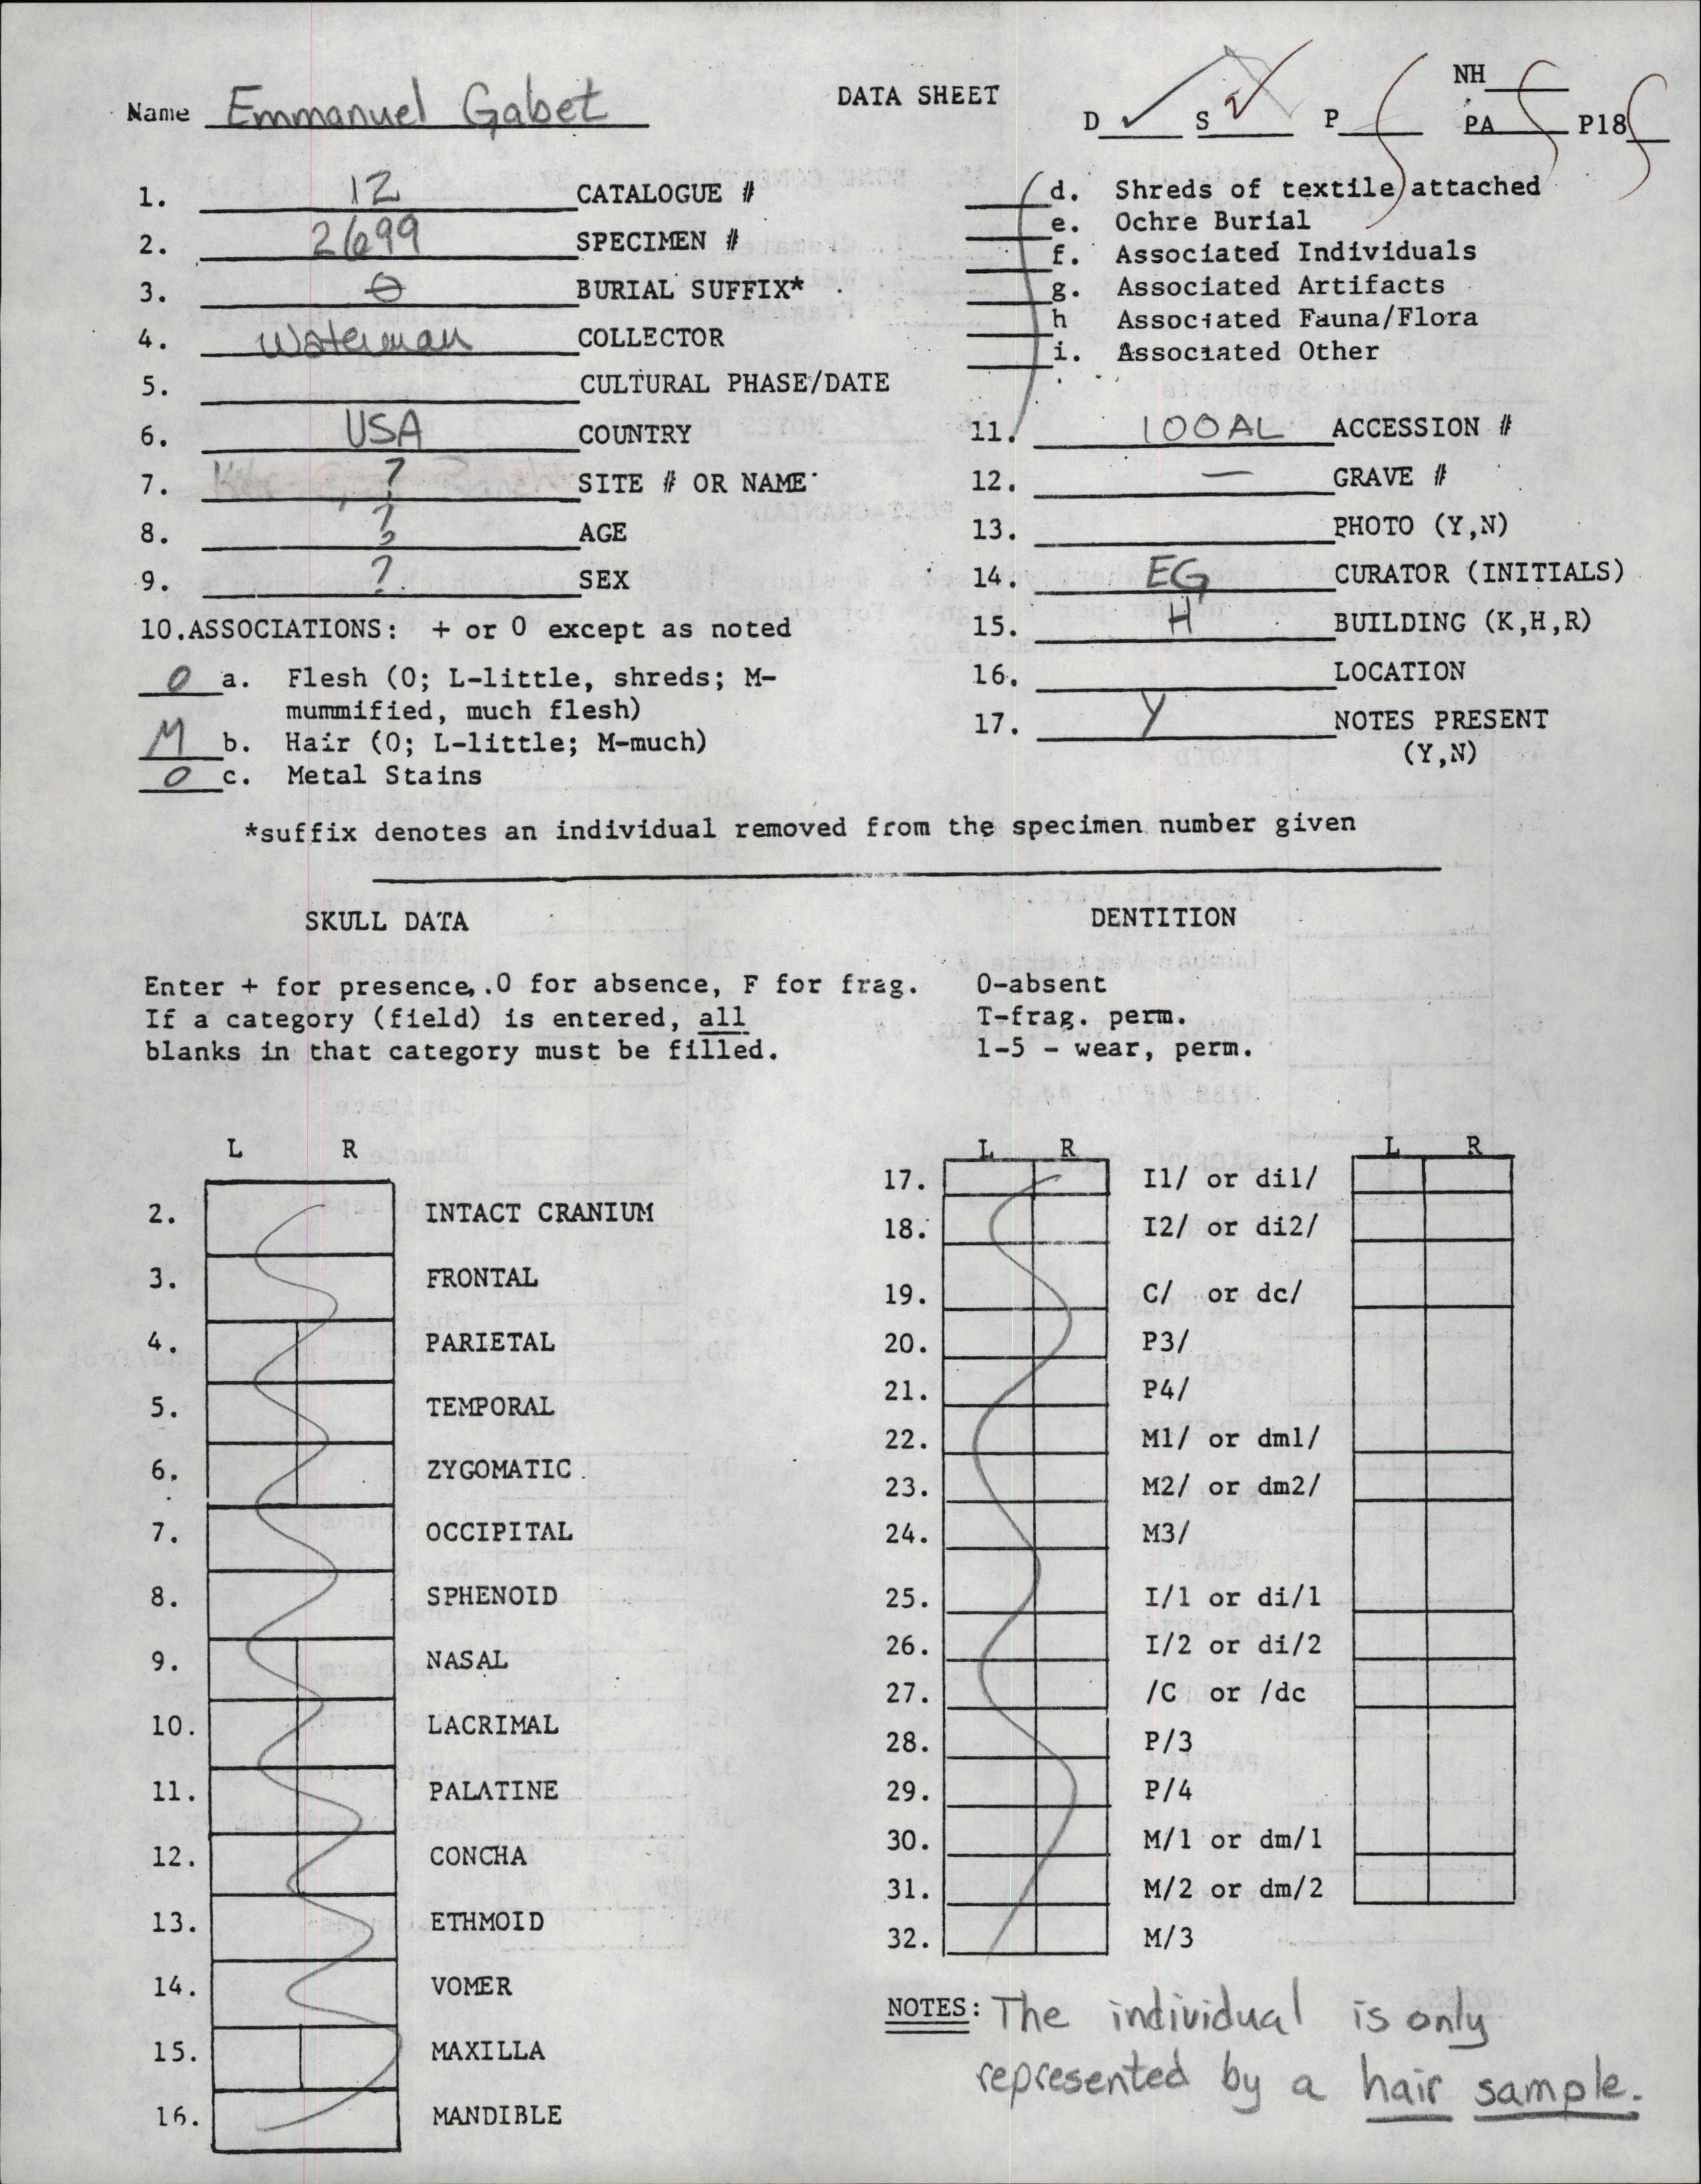 DATA SHEET
Name Emmanuel Gabet
D ✓ S ✓ P NH
PA P18
1. 12 CATALOGUE #
2. 2699 SPECIMEN #
3. 0 BURIAL SUFFIX*
4. Waterman COLLECTOR
5. CULTURAL PHASE/DATE
6. USA COUNTRY
7. ? SITE # OR NAME
8. ? AGE
9. ? SEX
10. ASSOCIATIONS: + or 0 except as noted
0 a. Flesh (0; L-little, shreds; M-
mummified, much flesh)
M b. Hair (0; L-little; M-much)
0 c. Metal Stains
d. Shreds of textile attached
e. Ochre Burial
f. Associated Individuals
g. Associated Artifacts
h Associated Fauna/Flora
i. Associated Other
11. 100AL ACCESSION #
12. — GRAVE #
13. PHOTO (Y,N)
14. EG CURATOR (INITIALS)
15. H BUILDING (K,H,R)
16. LOCATION
17. Y NOTES PRESENT
(Y,N)
*suffix denotes an individual removed from the specimen number given
SKULL DATA
Enter + for presence, .0 for absence, F for frag.
If a category (field) is entered, all
blanks in that category must be filled.
L R
2. INTACT CRANIUM
3. FRONTAL
4. PARIETAL
5. TEMPORAL
6. ZYGOMATIC
7. OCCIPITAL
8. SPHENOID
9. NASAL
10. LACRIMAL
11. PALATINE
12. CONCHA
13. ETHMOID
14. VOMER
15. MAXILLA
16. MANDIBLE
DENTITION
0-absent
T-frag. perm.
1-5 - wear, perm.
L R L R
17. I1/ or di1/
18. I2/ or di2/
19. C/ or dc/
20. P3/
21. P4/
22. M1/ or dm1/
23. M2/ or dm2/
24. M3/
25. I/1 or di/1
26. I/2 or di/2
27. /C or /dc
28. P/3
29. P/4
30. M/1 or dm/1
31. M/2 or dm/2
32. M/3
NOTES: The individual is only
represented by a hair sample.